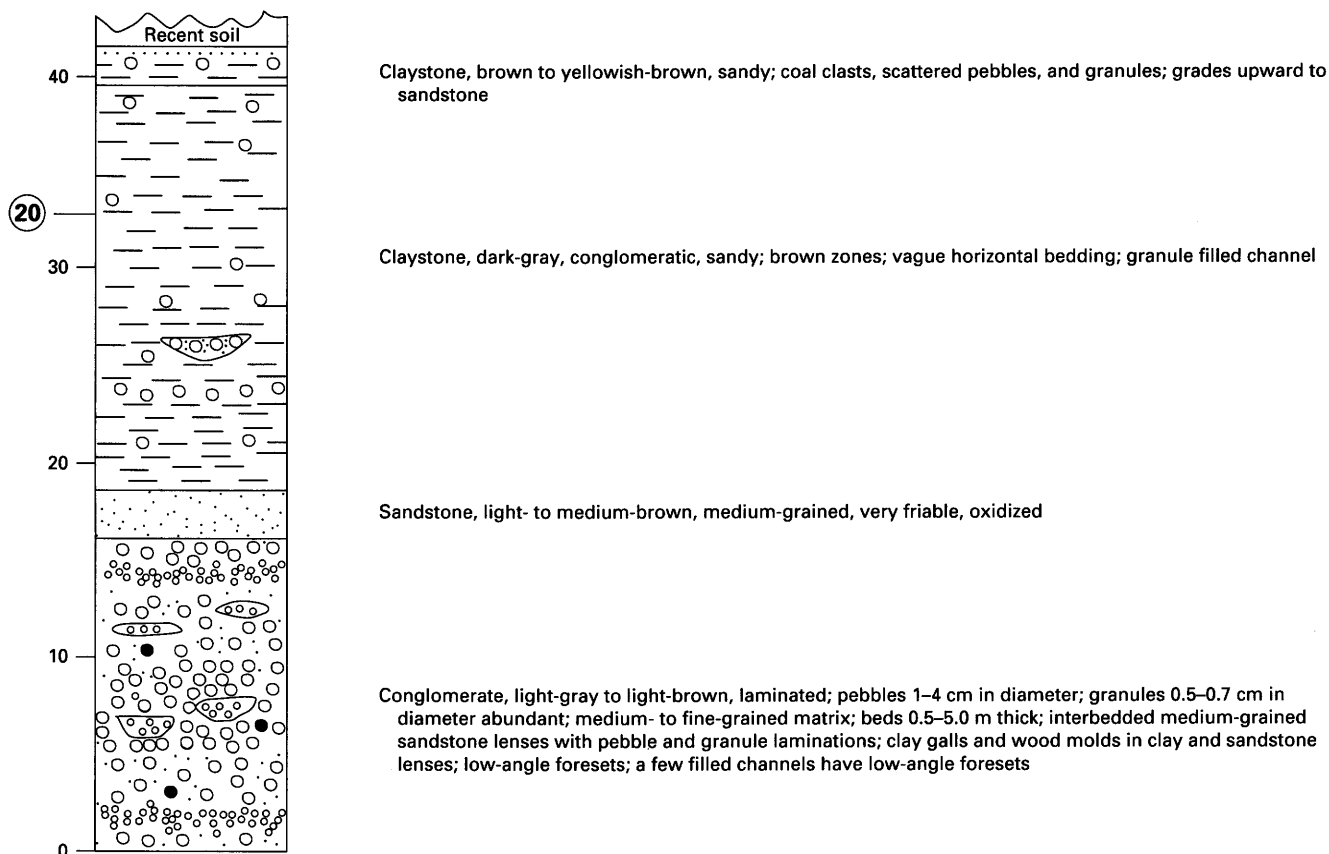 Recent soil
40
Claystone, brown to yellowish-brown, sandy; coal clasts, scattered pebbles, and granules; grades upward to
sandstone
20
30
Claystone, dark-gray, conglomeratic, sandy; brown zones; vague horizontal bedding; granule filled channel
20
Sandstone, light- to medium-brown, medium-grained, very friable, oxidized
10
Conglomerate, light-gray to light-brown, laminated; pebbles 1–4 cm in diameter; granules 0.5–0.7 cm in
diameter abundant; medium- to fine-grained matrix; beds 0.5–5.0 m thick; interbedded medium-grained
sandstone lenses with pebble and granule laminations; clay galls and wood molds in clay and sandstone
lenses; low-angle foresets; a few filled channels have low-angle foresets
0